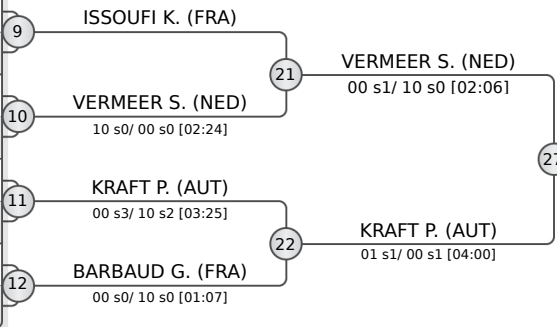 9
ISSOUFI K. (FRA)
21
VERMEER S. (NED)
00 s1/ 10 s0 [02:06]
10
VERMEER S. (NED)
10 s0/ 00 s0 [02:24]
27
11
KRAFT P. (AUT)
00 s3/ 10 s2 [03:25]
22
KRAFT P. (AUT)
01 s1/ 00 s1 [04:00]
12
BARBAUD G. (FRA)
00 s0/ 10 s0 [01:07]